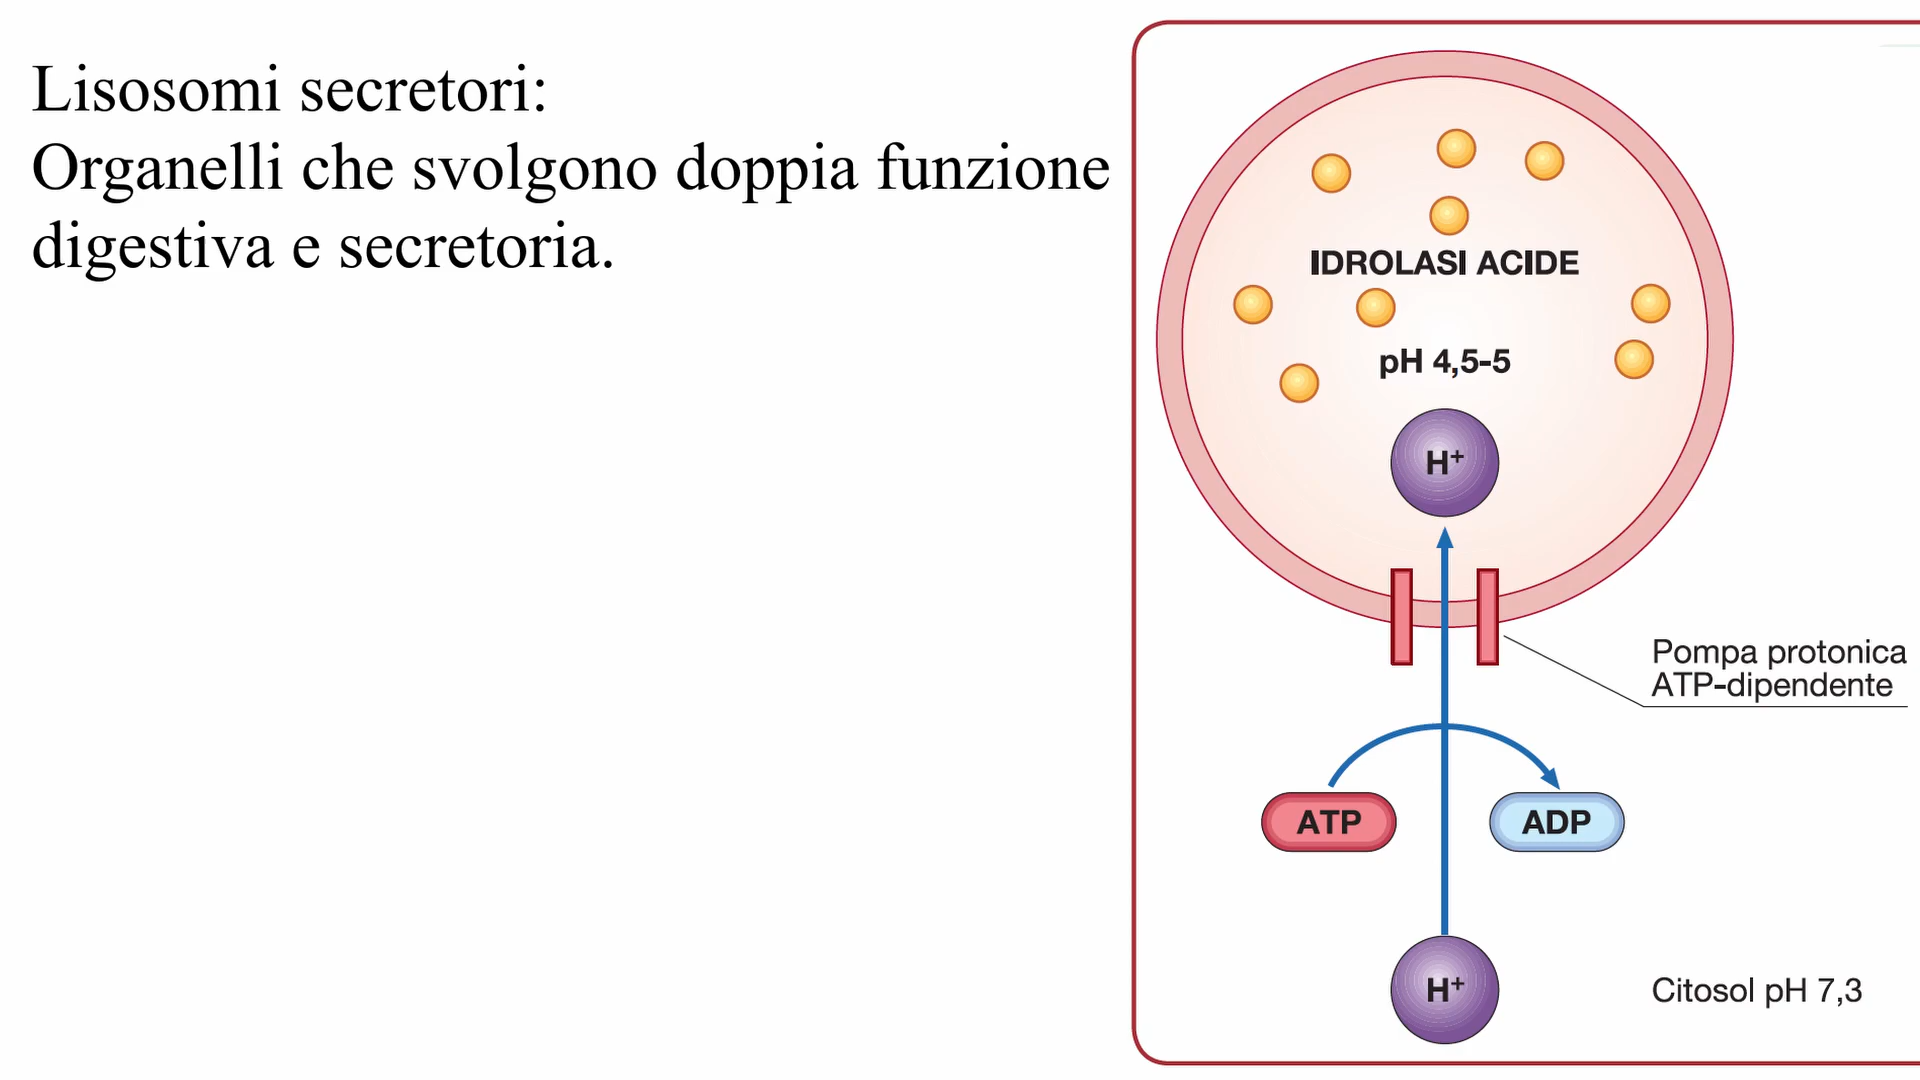 Lisosomi secretori:
Organelli che svolgono doppia funzione
digestiva e secretoria.
IDROLASI ACIDE
pH 4,5-5
H⁺
Pompa protonica
ATP-dipendente
ATP
ADP
H⁺
Citosol pH 7,3